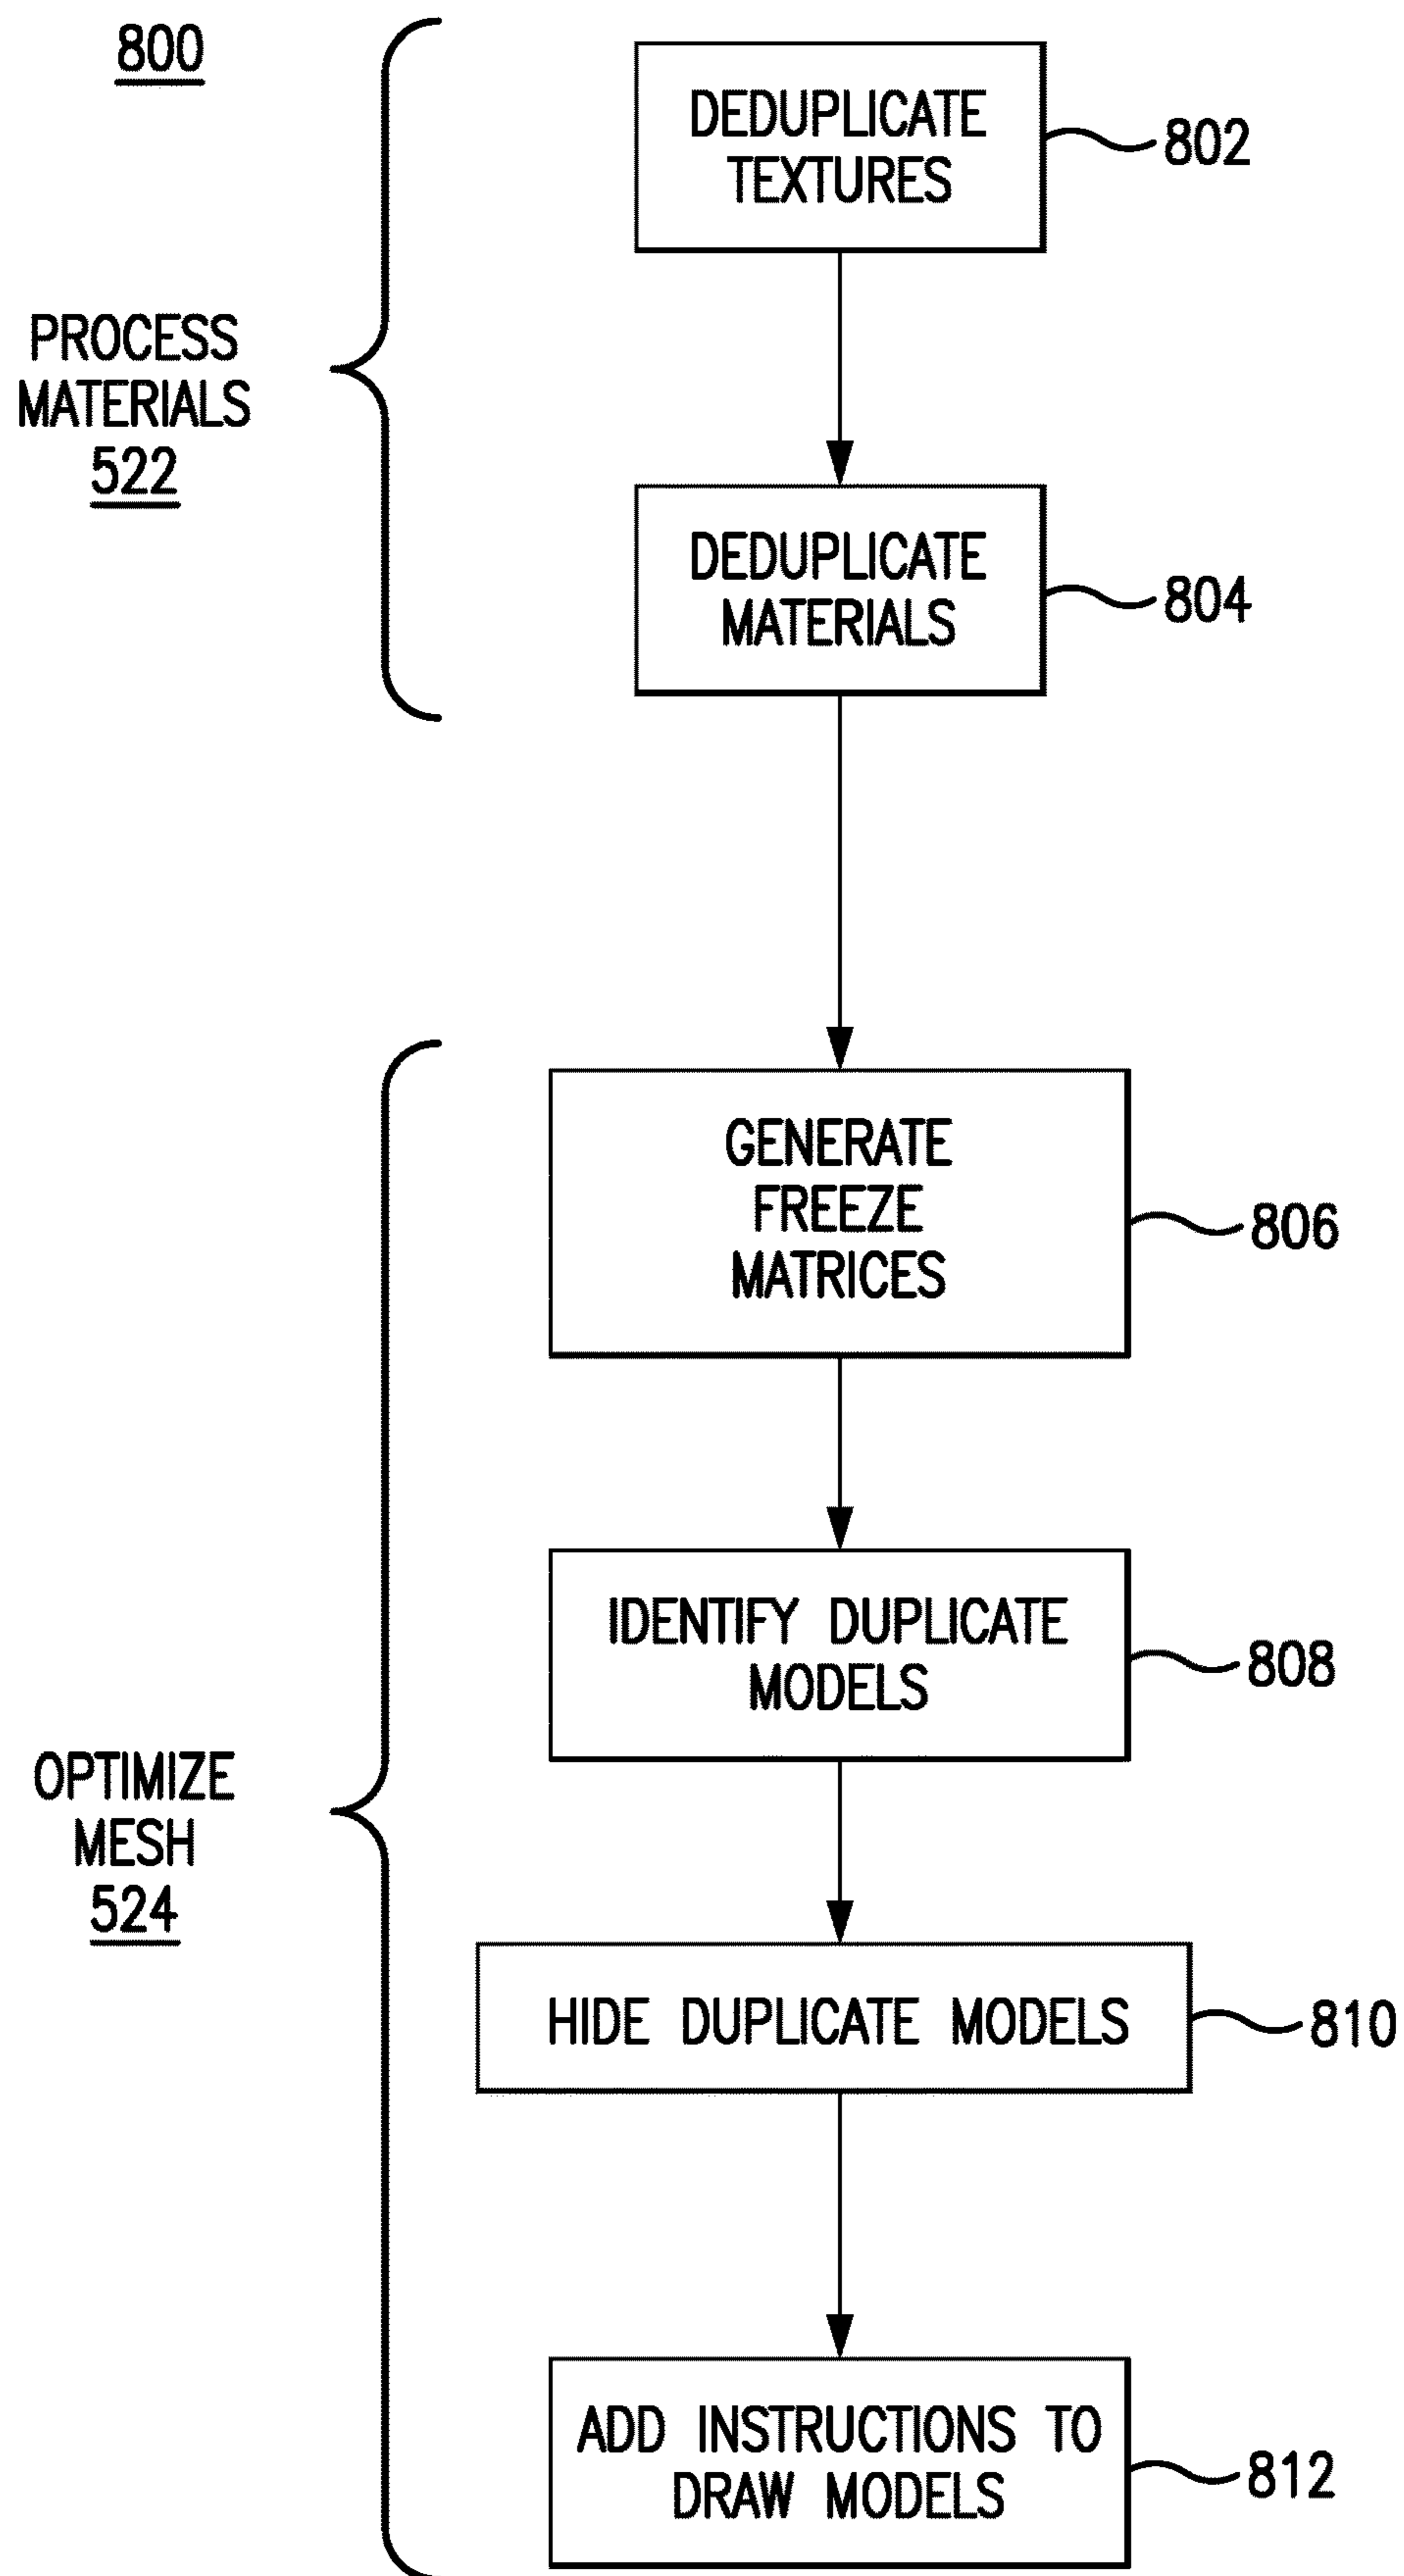 800
DEDUPLICATE
TEXTURES
802
PROCESS
MATERIALS
522
DEDUPLICATE
MATERIALS
804
GENERATE
FREEZE
MATRICES
806
IDENTIFY DUPLICATE
MODELS
808
OPTIMIZE
MESH
524
HIDE DUPLICATE MODELS
810
ADD INSTRUCTIONS TO
DRAW MODELS
812